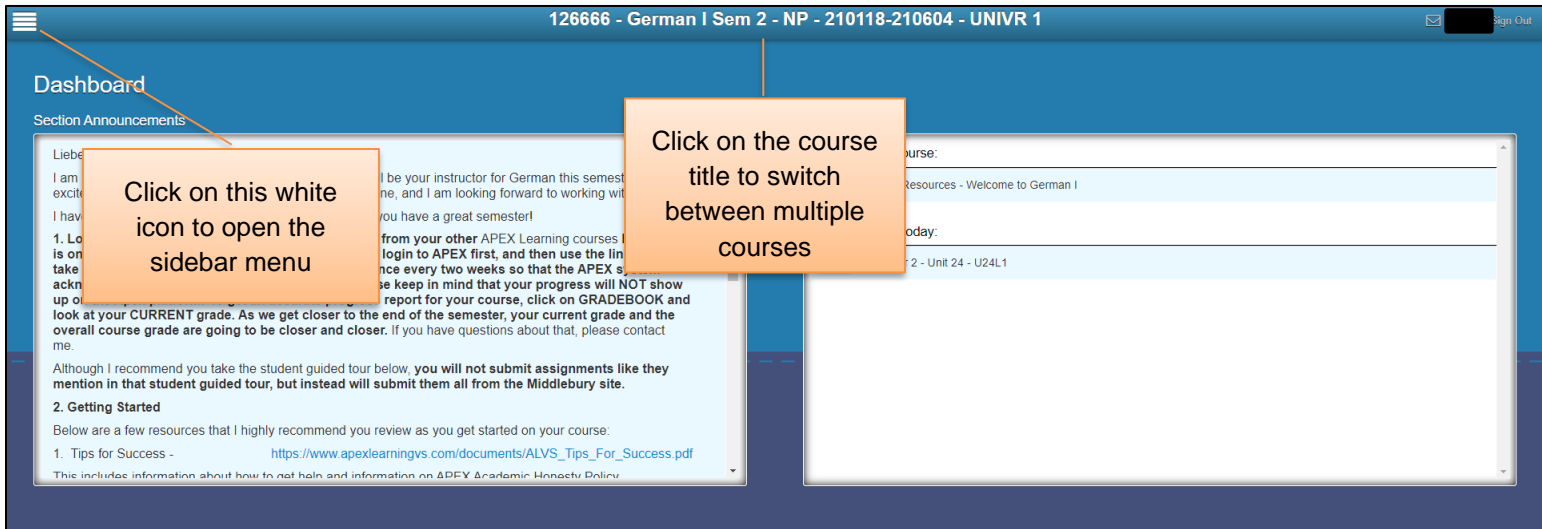 126666 - German I Sem 2 - NP - 210118-210604 - UNIVR 1
Sign Out
Dashboard
Section Announcements
Click on this white
icon to open the
sidebar menu
Click on the course
title to switch
between multiple
courses
I am l be your instructor for German this
ne, and I am looking forward to working
I you have a great semester!
1. from your other APEX Learning courses
is login to APEX first, and then use the
take nce every two weeks so that the APEX
keep in mind that your progress will NOT show
up report for your course, click on GRADEBOOK and
look at your CURRENT grade. As we get closer to the end of the semester, your current grade and the
overall course grade are going to be closer and closer. If you have questions about that, please contact
me.
Although I recommend you take the student guided tour below, you will not submit assignments like they
mention in that student guided tour, but instead will submit them all from the Middlebury site.
2. Getting Started
Below are a few resources that I highly recommend you review as you get started on your course:
1. Tips for Success - https://www.apexlearningvs.com/documents/ALVS_Tips_For_Success.pdf
This includes information about how to get help and information on APEX Academic Honesty Policy
ourse:
Resources - Welcome to German I
oday:
2 - Unit 24 - U24L1